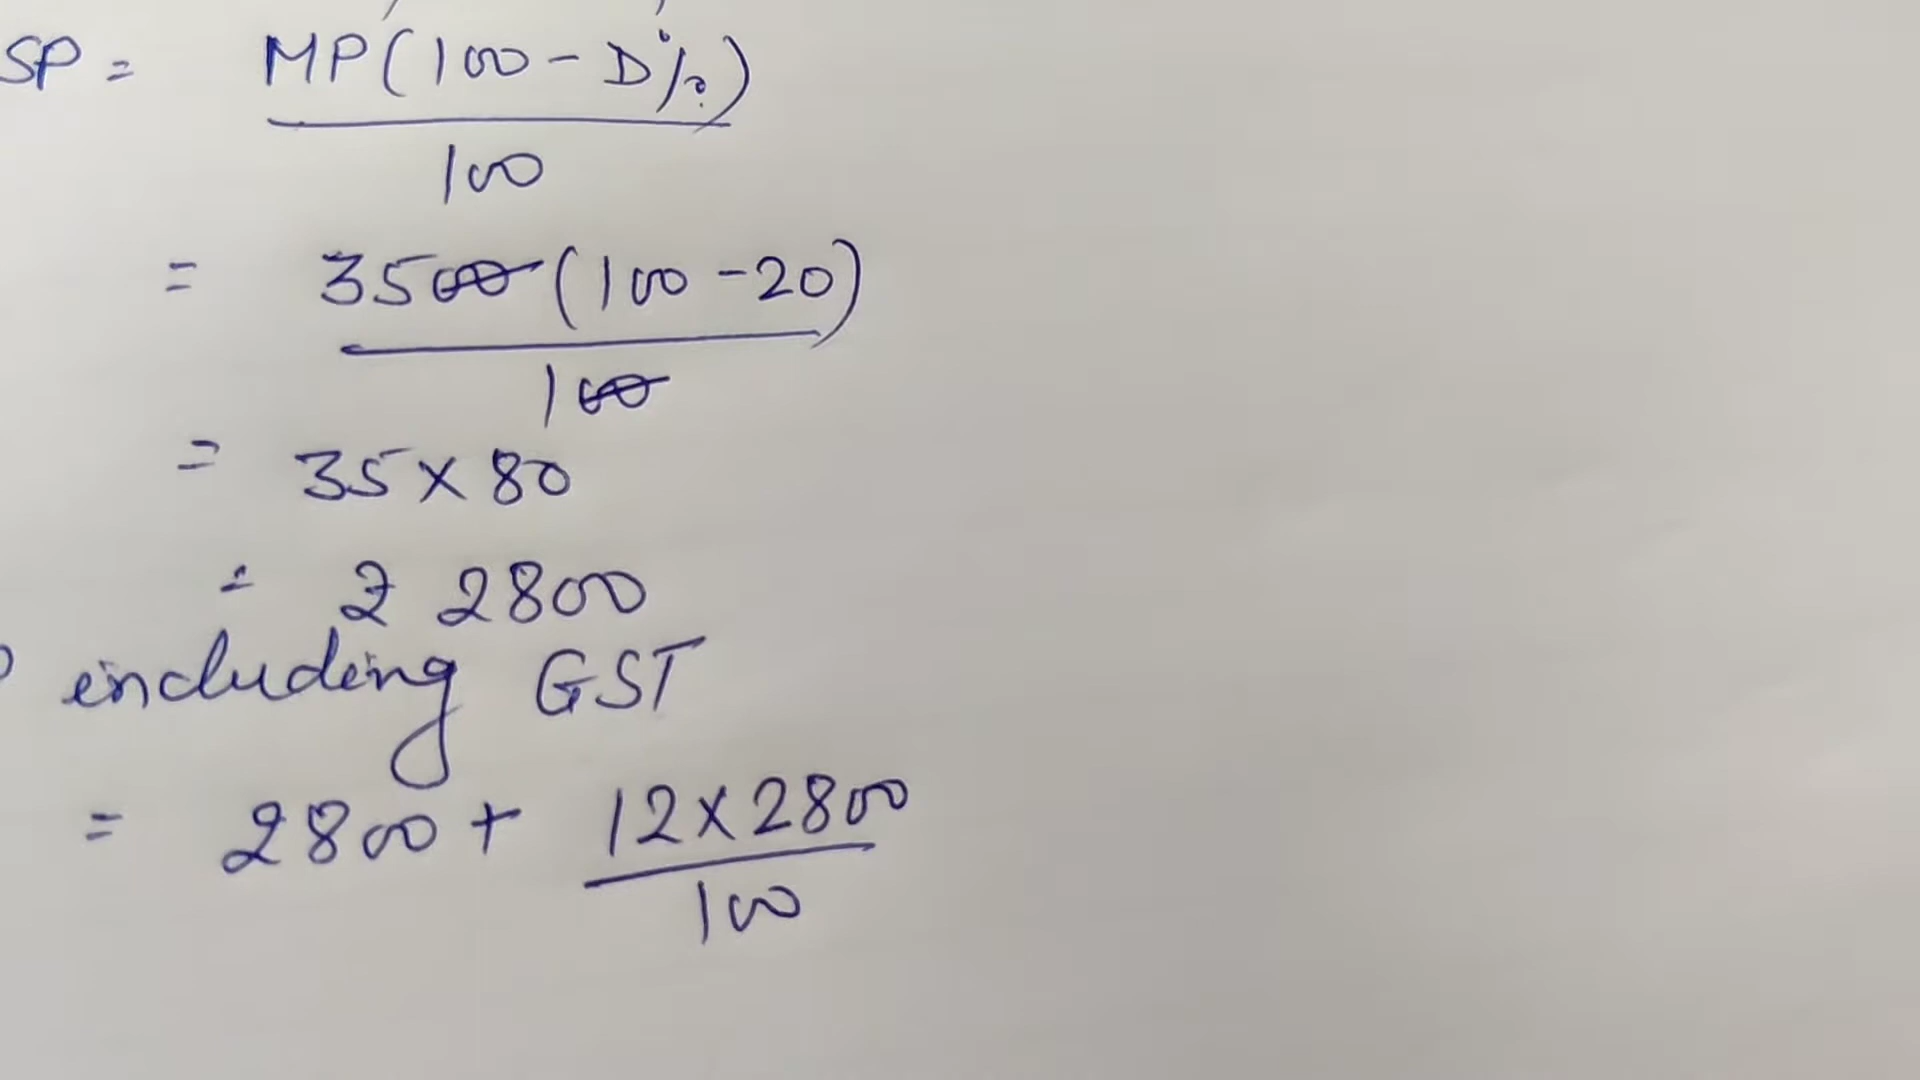 SP = MP(100 - D%)
100
= 3500 (100 - 20)
100
= 35 x 80
= ₹ 2800
including GST
= 2800 + 12 x 2800
100